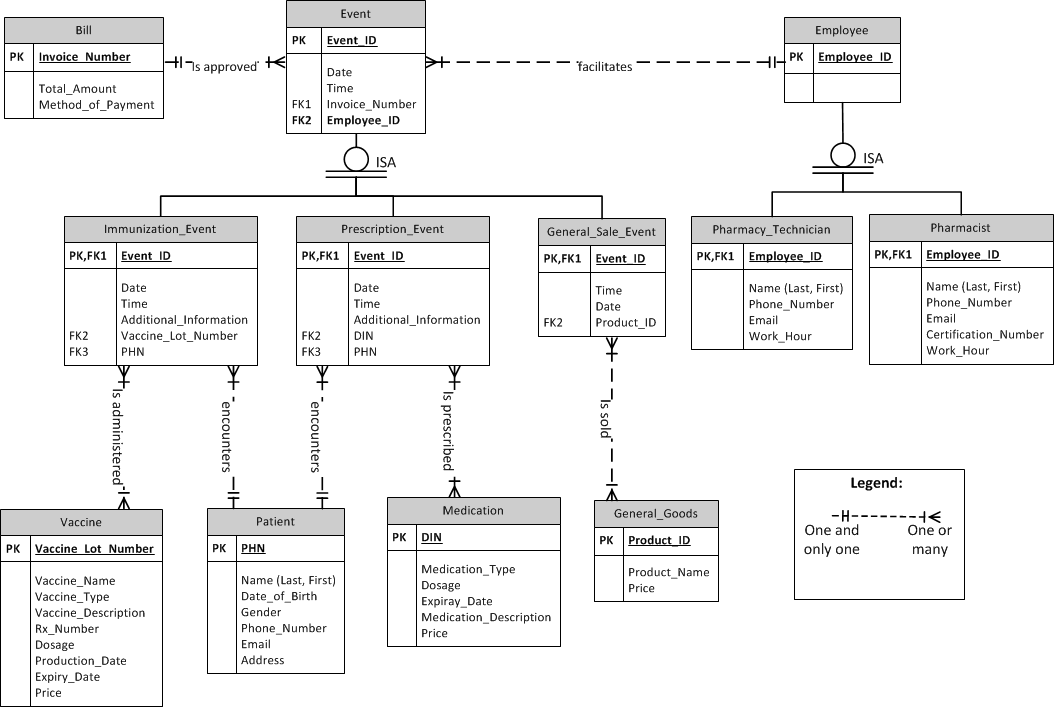 Bill
PK Invoice_Number
Total_Amount
Method_of_Payment
Is approved
Event
PK Event_ID
Date
Time
FK1 Invoice_Number
FK2 Employee_ID
facilitates
Employee
PK Employee_ID
ISA
ISA
Immunization_Event
PK,FK1 Event_ID
Date
Time
Additional_Information
FK2 Vaccine_Lot_Number
FK3 PHN
Prescription_Event
PK,FK1 Event_ID
Date
Time
Additional_Information
FK2 DIN
FK3 PHN
General_Sale_Event
PK,FK1 Event_ID
Time
Date
FK2 Product_ID
Pharmacy_Technician
PK,FK1 Employee_ID
Name (Last, First)
Phone_Number
Email
Work_Hour
Pharmacist
PK,FK1 Employee_ID
Name (Last, First)
Phone_Number
Email
Certification_Number
Work_Hour
Is administered
encounters
encounters
Is prescribed
Is sold
Vaccine
PK Vaccine_Lot_Number
Vaccine_Name
Vaccine_Type
Vaccine_Description
Rx_Number
Dosage
Production_Date
Expiry_Date
Price
Patient
PK PHN
Name (Last, First)
Date_of_Birth
Gender
Phone_Number
Email
Address
Medication
PK DIN
Medication_Type
Dosage
Expiray_Date
Medication_Description
Price
General_Goods
PK Product_ID
Product_Name
Price
Legend:
One and
only one
One or
many